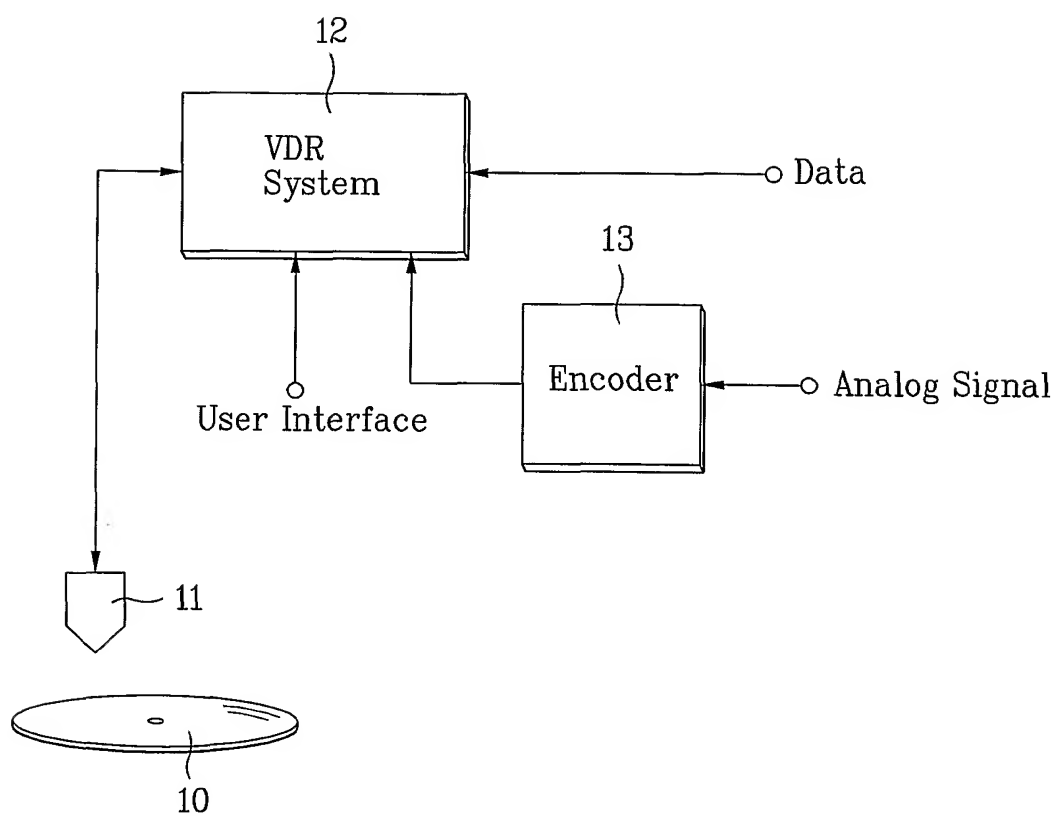 12
VDR
System
Data
13
Encoder
Analog Signal
User Interface
11
10